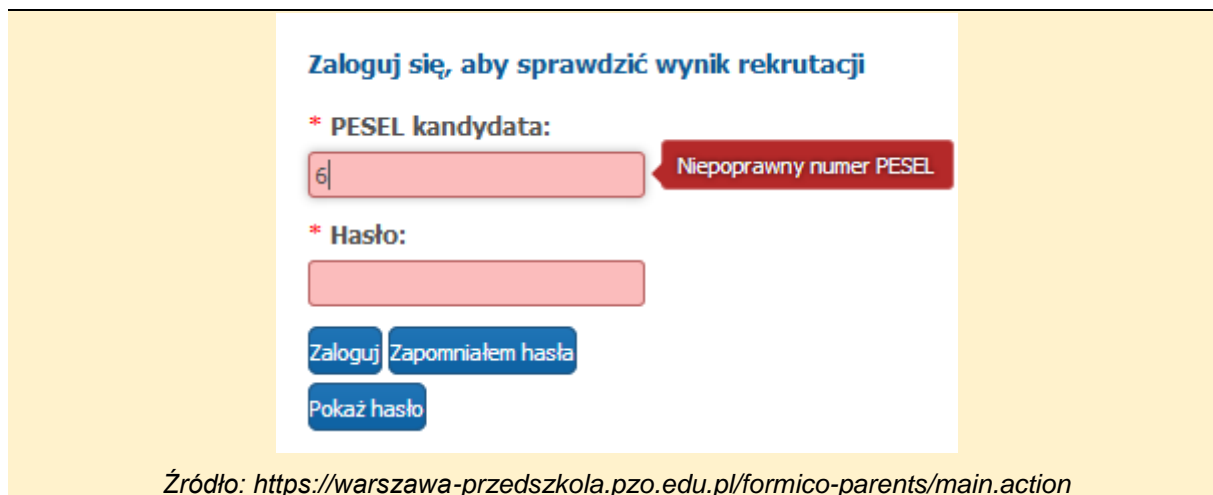 Zaloguj się, aby sprawdzić wynik rekrutacji
* PESEL kandydata:
6
Niepoprawny numer PESEL
* Hasło:
Zaloguj Zapomniałem hasła
Pokaż hasło
Źródło: https://warszawa-przedszkola.pzo.edu.pl/formico-parents/main.action